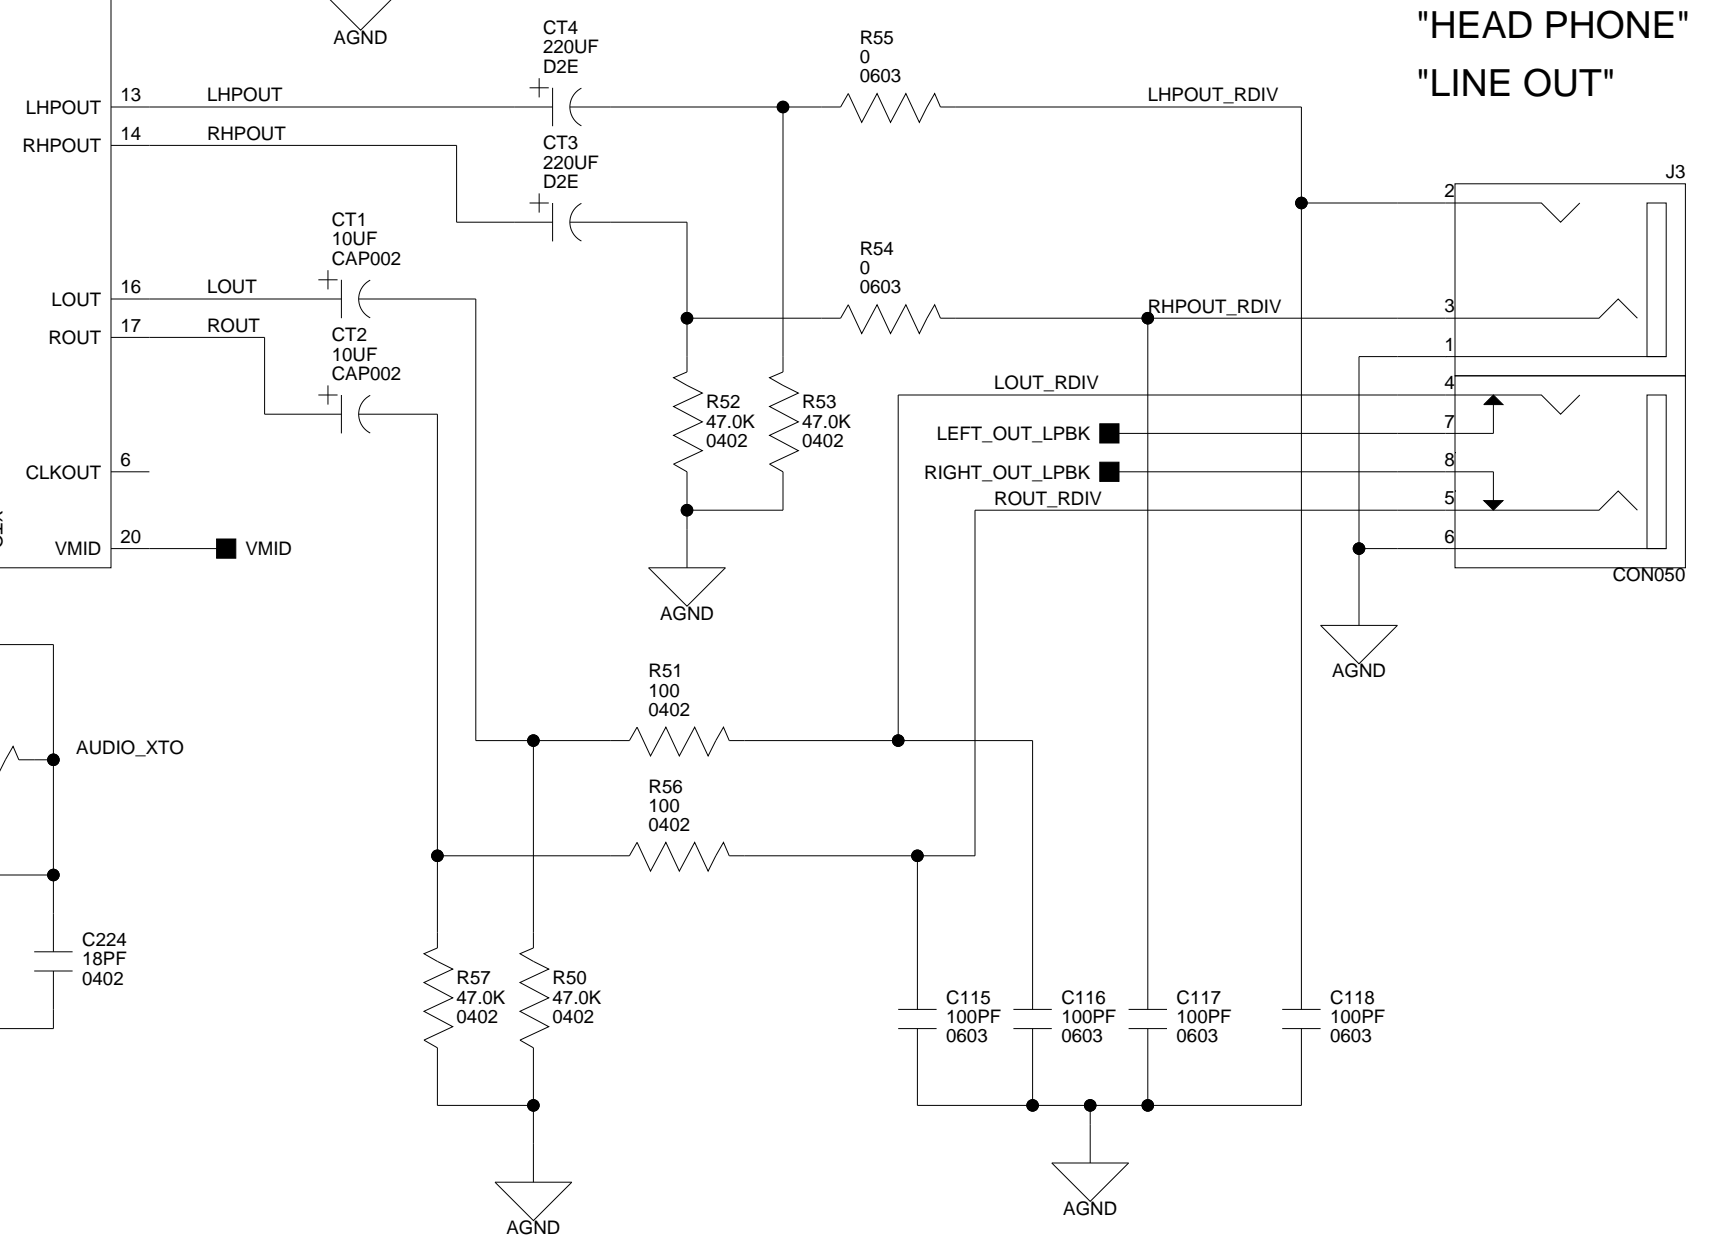 "HEAD PHONE"
"LINE OUT"
AGND
CT4
220UF
D2E
R55
0
0603
LHPOUT 13 LHPOUT
LHPOUT_RDIV
RHPOUT 14 RHPOUT
CT3
220UF
D2E
J3
2
CT1
10UF
CAP002
R54
0
0603
LOUT 16 LOUT
RHPOUT_RDIV
3
ROUT 17 ROUT
CT2
10UF
CAP002
1
LOUT_RDIV
4
R52
47.0K
0402
R53
47.0K
0402
LEFT_OUT_LPBK
7
CLKOUT 6
RIGHT_OUT_LPBK
8
ROUT_RDIV
5
VMID 20 VMID
6
CON050
AGND
AGND
R51
100
0402
AUDIO_XTO
R56
100
0402
C224
18PF
0402
R57
47.0K
0402
R50
47.0K
0402
C115
100PF
0603
C116
100PF
0603
C117
100PF
0603
C118
100PF
0603
AGND
AGND